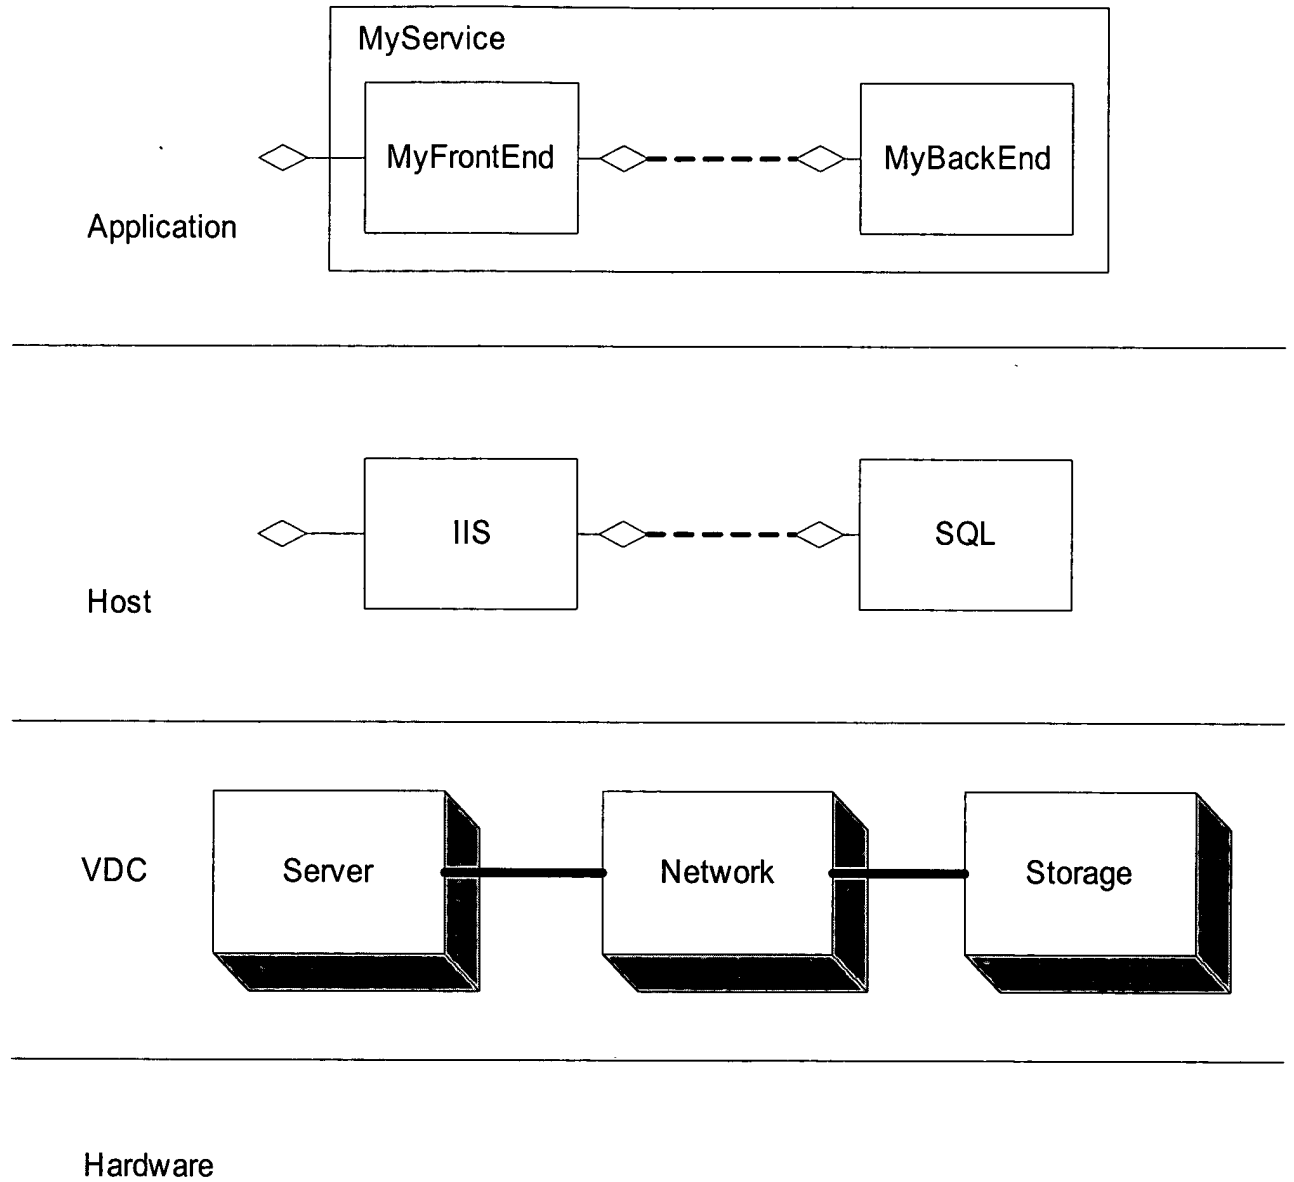 MyService
MyFrontEnd
MyBackEnd
Application
IIS
SQL
Host
VDC
Server
Network
Storage
Hardware